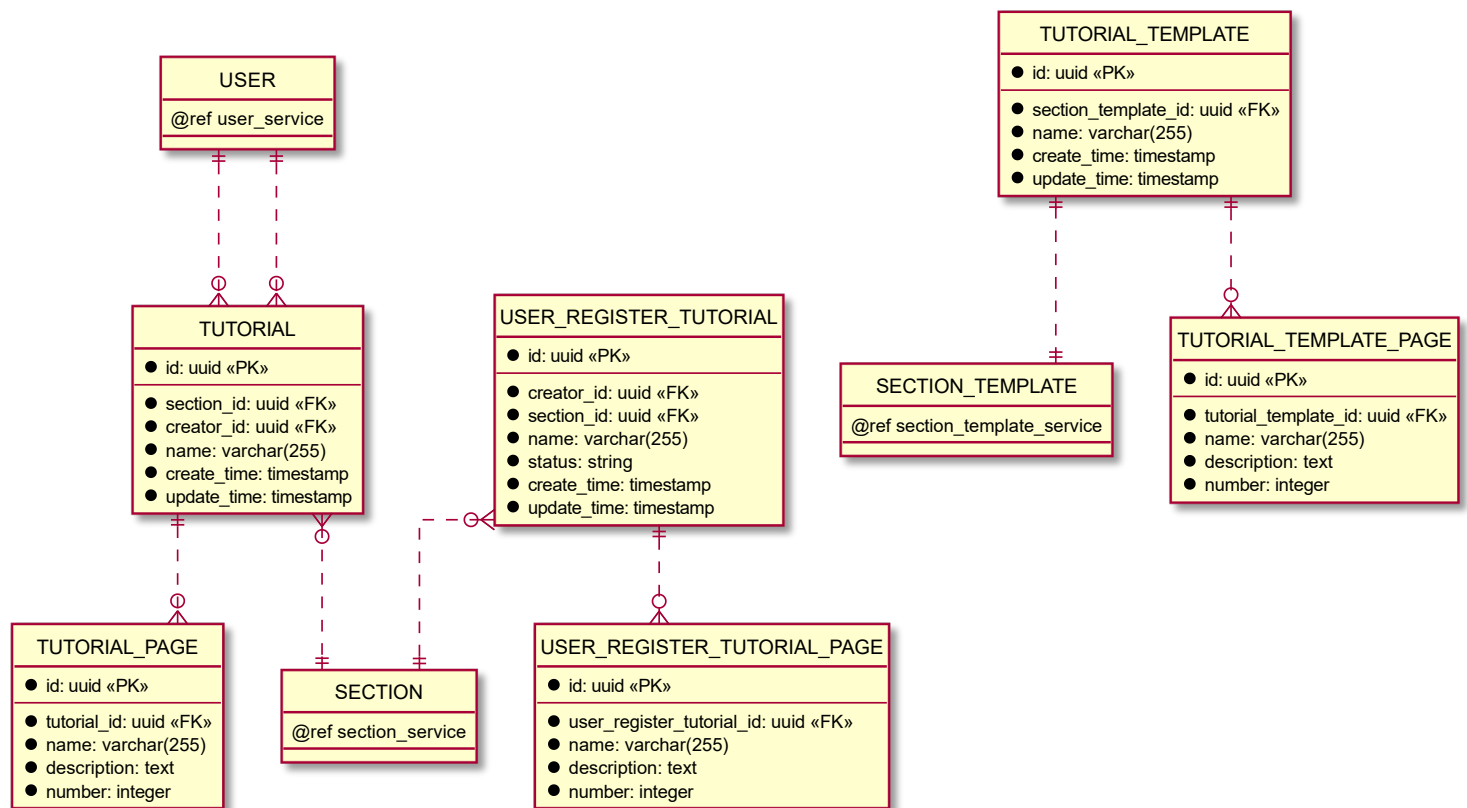 USER
@ref user_service
TUTORIAL_TEMPLATE
id: uuid «PK»
section_template_id: uuid «FK»
name: varchar(255)
create_time: timestamp
update_time: timestamp
TUTORIAL
id: uuid «PK»
section_id: uuid «FK»
creator_id: uuid «FK»
name: varchar(255)
create_time: timestamp
update_time: timestamp
USER_REGISTER_TUTORIAL
id: uuid «PK»
creator_id: uuid «FK»
section_id: uuid «FK»
name: varchar(255)
status: string
create_time: timestamp
update_time: timestamp
SECTION_TEMPLATE
@ref section_template_service
TUTORIAL_TEMPLATE_PAGE
id: uuid «PK»
tutorial_template_id: uuid «FK»
name: varchar(255)
description: text
number: integer
TUTORIAL_PAGE
id: uuid «PK»
tutorial_id: uuid «FK»
name: varchar(255)
description: text
number: integer
SECTION
@ref section_service
USER_REGISTER_TUTORIAL_PAGE
id: uuid «PK»
user_register_tutorial_id: uuid «FK»
name: varchar(255)
description: text
number: integer